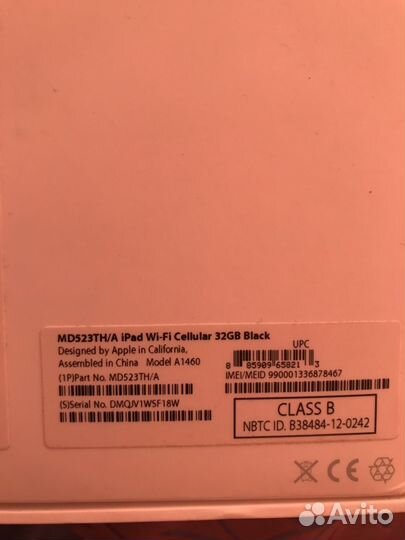 MD523TH/A iPad Wi-Fi Cellular 32GB Black
Designed by Apple in California,
Assembled in China Model A1460
(1P)Part No. MD523TH/A
(S)Serial No. DMQJV1WSF18W
UPC
8 85909 65821 3
IMEI/MEID 990001336878467
CLASS B
NBTC ID. B38484-12-0242
Avito